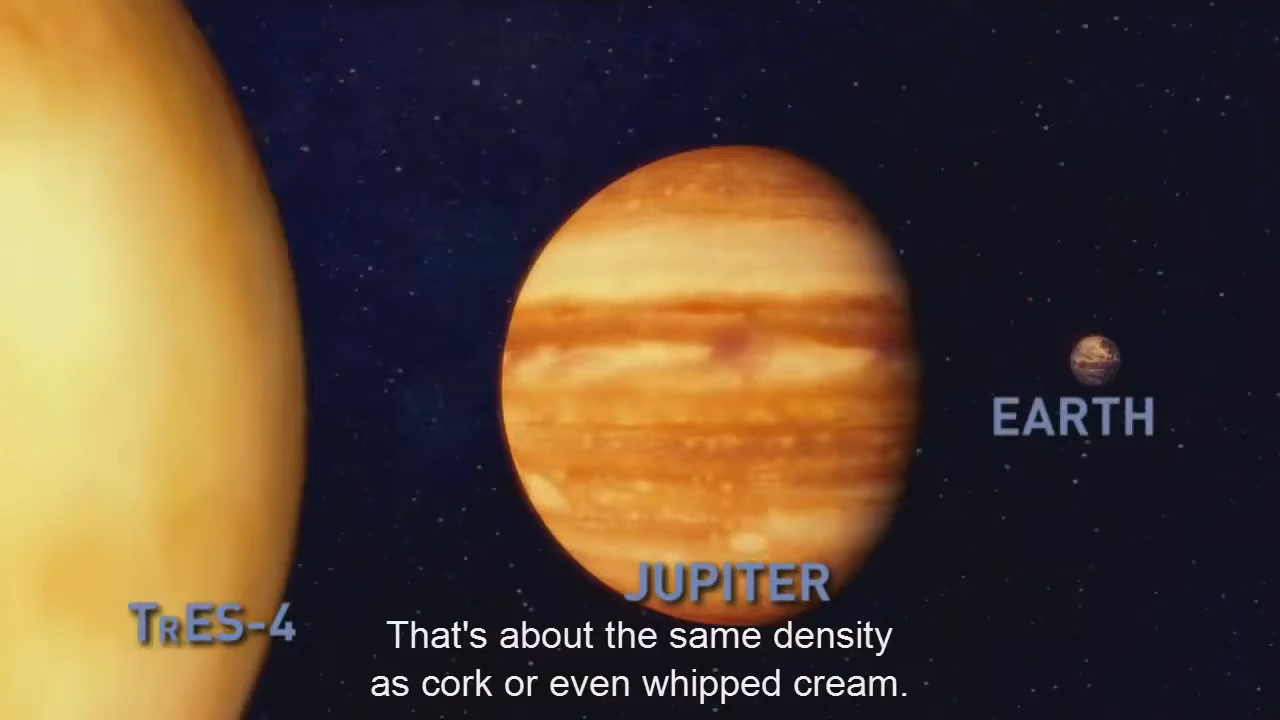 EARTH
JUPITER
TrES-4
That's about the same density
as cork or even whipped cream.